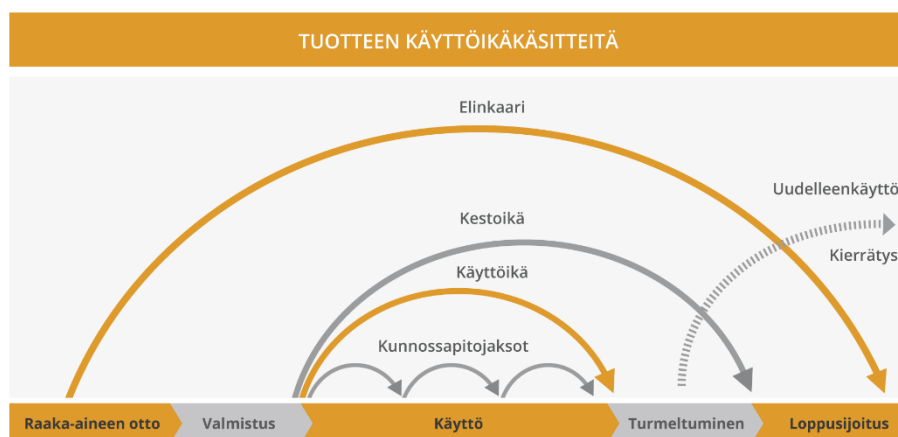 TUOTTEEN KÄYTTÖIKÄKÄSITTEITÄ
Elinkaari
Uudelleenkäyttö
Kestoikä
Kierrätys
Käyttöikä
Kunnossapitojaksot
Raaka-aineen otto
Valmistus
Käyttö
Turmeltuminen
Loppusijoitus